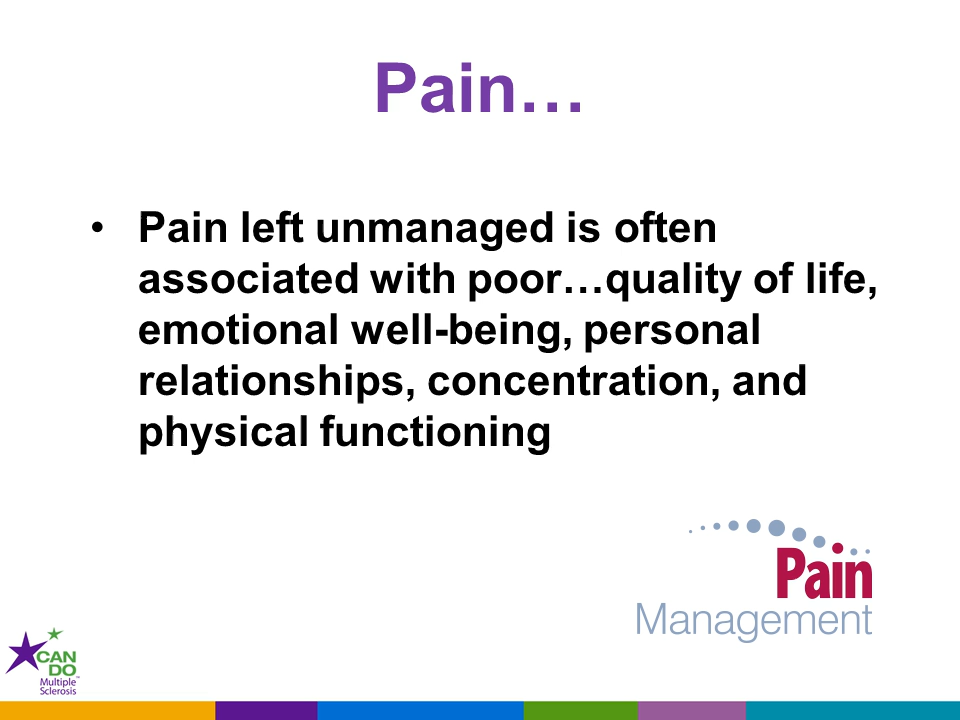 Pain…
• Pain left unmanaged is often
associated with poor…quality of life,
emotional well-being, personal
relationships, concentration, and
physical functioning
Pain
Management
CAN
DO™
Multiple
Sclerosis